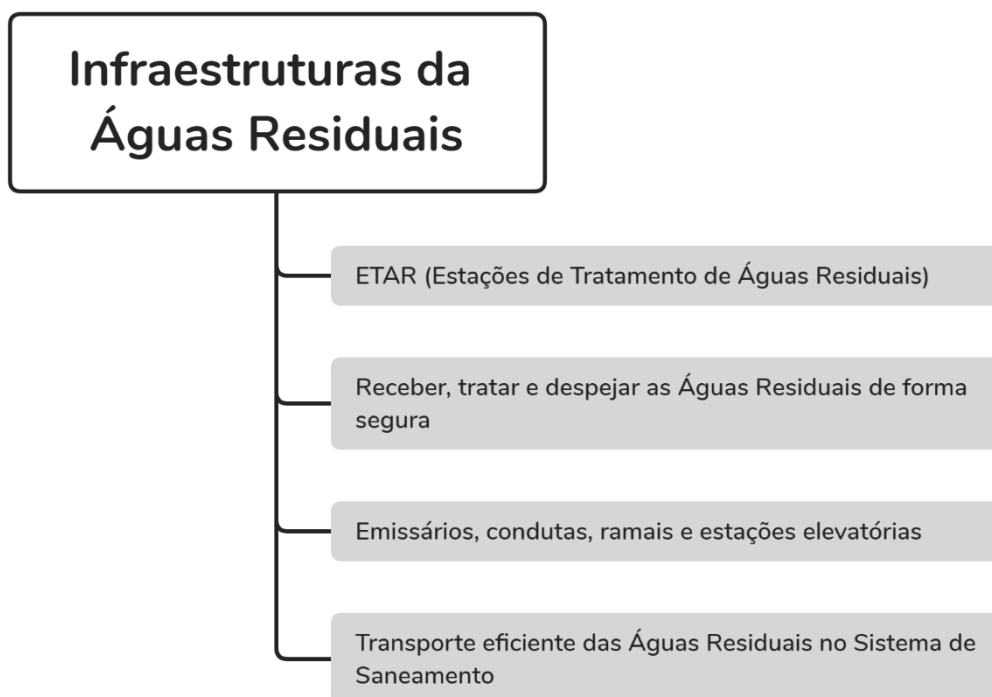 Infraestruturas da
Águas Residuais
ETAR (Estações de Tratamento de Águas Residuais)
Receber, tratar e despejar as Águas Residuais de forma
segura
Emissários, condutas, ramais e estações elevatórias
Transporte eficiente das Águas Residuais no Sistema de
Saneamento